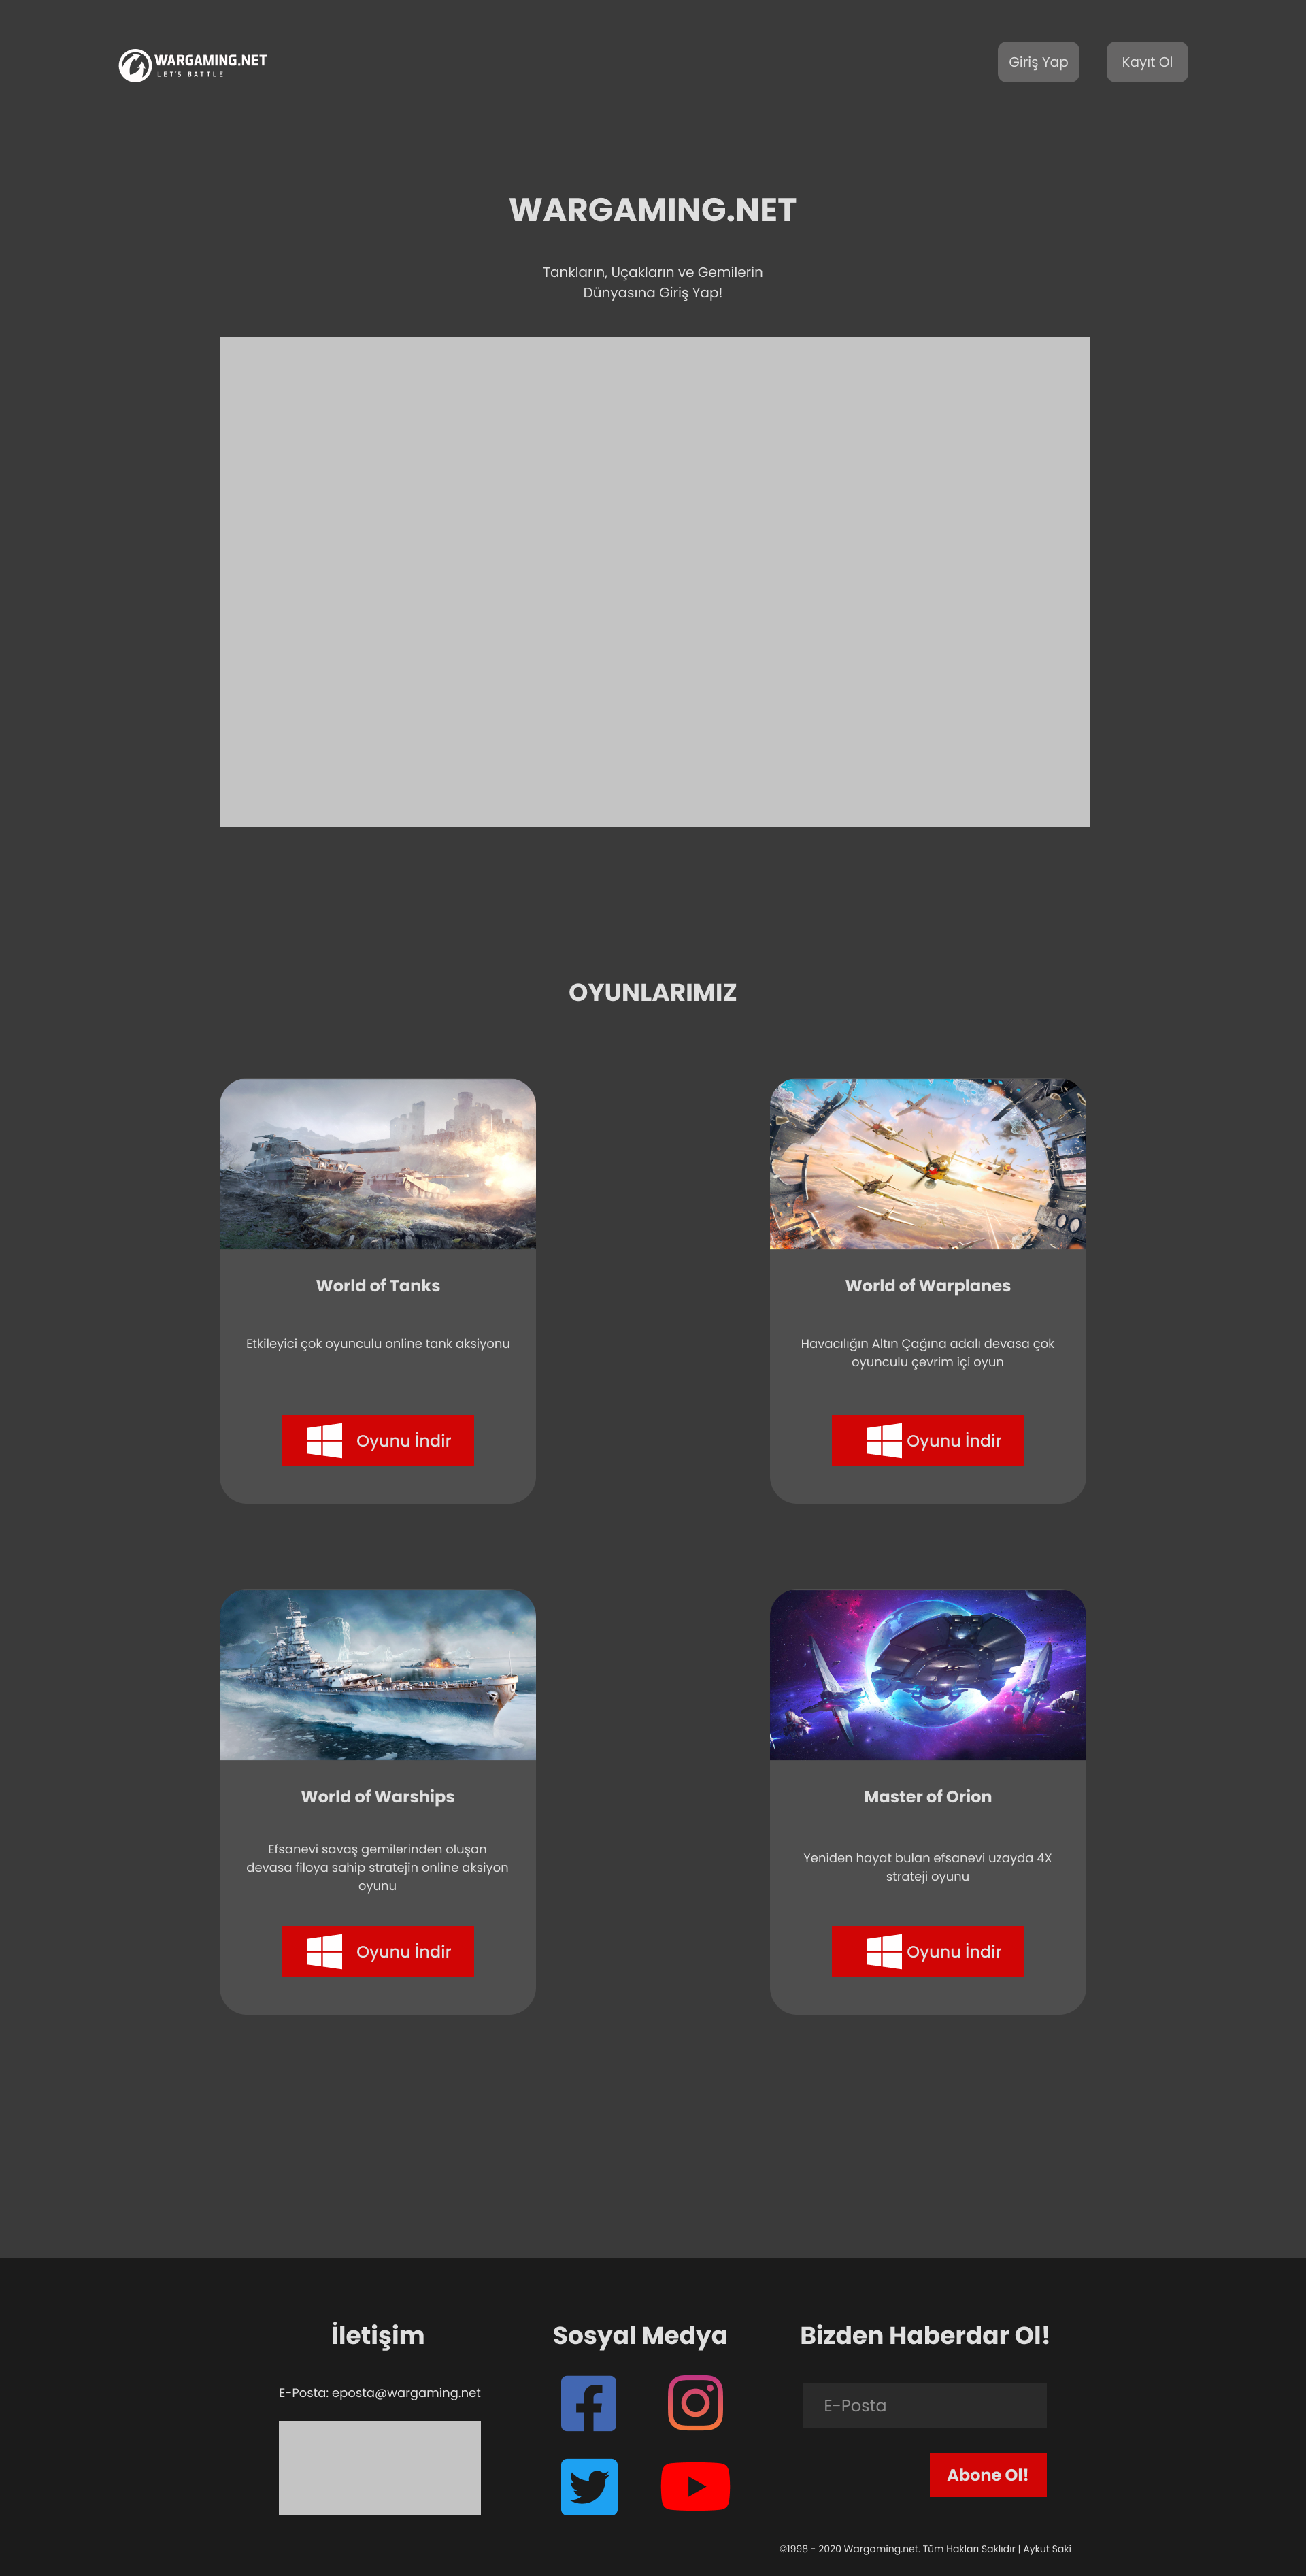 WARGAMING.NET
LET'S BATTLE
Giriş Yap
Kayıt Ol
WARGAMING.NET
Tankların, Uçakların ve Gemilerin
Dünyasına Giriş Yap!
OYUNLARIMIZ
World of Tanks
Etkileyici çok oyunculu online tank aksiyonu
Oyunu İndir
World of Warplanes
Havacılığın Altın Çağına adalı devasa çok
oyunculu çevrim içi oyun
Oyunu İndir
World of Warships
Efsanevi savaş gemilerinden oluşan
devasa filoya sahip stratejin online aksiyon
oyunu
Oyunu İndir
Master of Orion
Yeniden hayat bulan efsanevi uzayda 4X
strateji oyunu
Oyunu İndir
İletişim
E-Posta: eposta@wargaming.net
Sosyal Medya
Bizden Haberdar Ol!
E-Posta
Abone Ol!
©1998 - 2020 Wargaming.net. Tüm Hakları Saklıdır | Aykut Saki